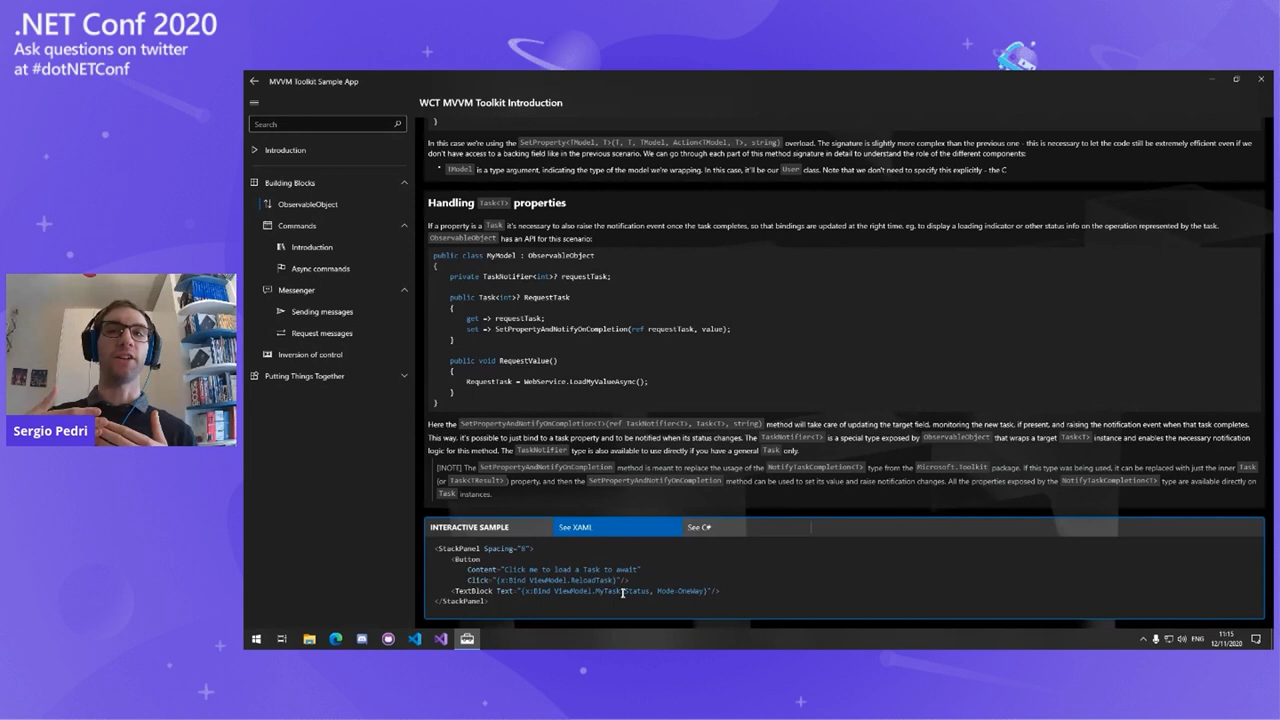 .NET Conf 2020
Ask questions on twitter
at #dotNETConf
MVVM Toolkit Sample App
Search
Introduction
Building Blocks
ObservableObject
Commands
Introduction
Async commands
Messenger
Sending messages
Request messages
Inversion of control
Putting Things Together
WCT MVVM Toolkit Introduction
}
In this case we're using the SetProperty<TModel, T>(T, T, TModel, Action<TModel, T>, string) overload. The signature is slightly more complex than the previous one - this is necessary to let the code still be extremely efficient even if we
don't have access to a backing field like in the previous scenario. We can go through each part of this method signature in detail to understand the role of the different components:
• TModel is a type argument, indicating the type of the model we're wrapping. In this case, it'll be our User class. Note that we don't need to specify this explicitly - the C
Handling Task<T> properties
If a property is a Task it's necessary to also raise the notification event once the task completes, so that bindings are updated at the right time. eg. to display a loading indicator or other status info on the operation represented by the task.
ObservableObject has an API for this scenario:
public class MyModel : ObservableObject
{
private TaskNotifier<int>? requestTask;
public Task<int>? RequestTask
{
get => requestTask;
set => SetPropertyAndNotifyOnCompletion(ref requestTask, value);
}
public void RequestValue()
{
RequestTask = WebService.LoadMyValueAsync();
}
}
Here the SetPropertyAndNotifyOnCompletion<T>(ref TaskNotifier<T>, Task<T>, string) method will take care of updating the target field, monitoring the new task, if present, and raising the notification event when that task completes.
This way, it's possible to just bind to a task property and to be notified when its status changes. The TaskNotifier<T> is a special type exposed by ObservableObject that wraps a target Task<T> instance and enables the necessary notification
logic for this method. The TaskNotifier type is also available to use directly if you have a general Task only.
[!NOTE] The SetPropertyAndNotifyOnCompletion method is meant to replace the usage of the NotifyTaskCompletion<T> type from the Microsoft.Toolkit package. If this type was being used, it can be replaced with just the inner Task
(or Task<TResult>) property, and then the SetPropertyAndNotifyOnCompletion method can be used to set its value and raise notification changes. All the properties exposed by the NotifyTaskCompletion<T> type are available directly on
Task instances.
INTERACTIVE SAMPLE See XAML See C#
<StackPanel Spacing="8">
<Button
Content="Click me to load a Task to await"
Click="{x:Bind ViewModel.ReloadTask}"/>
<TextBlock Text="{x:Bind ViewModel.MyTask.Status, Mode=OneWay}"/>
</StackPanel>
Sergio Pedri
ENG
11:15
12/11/2020